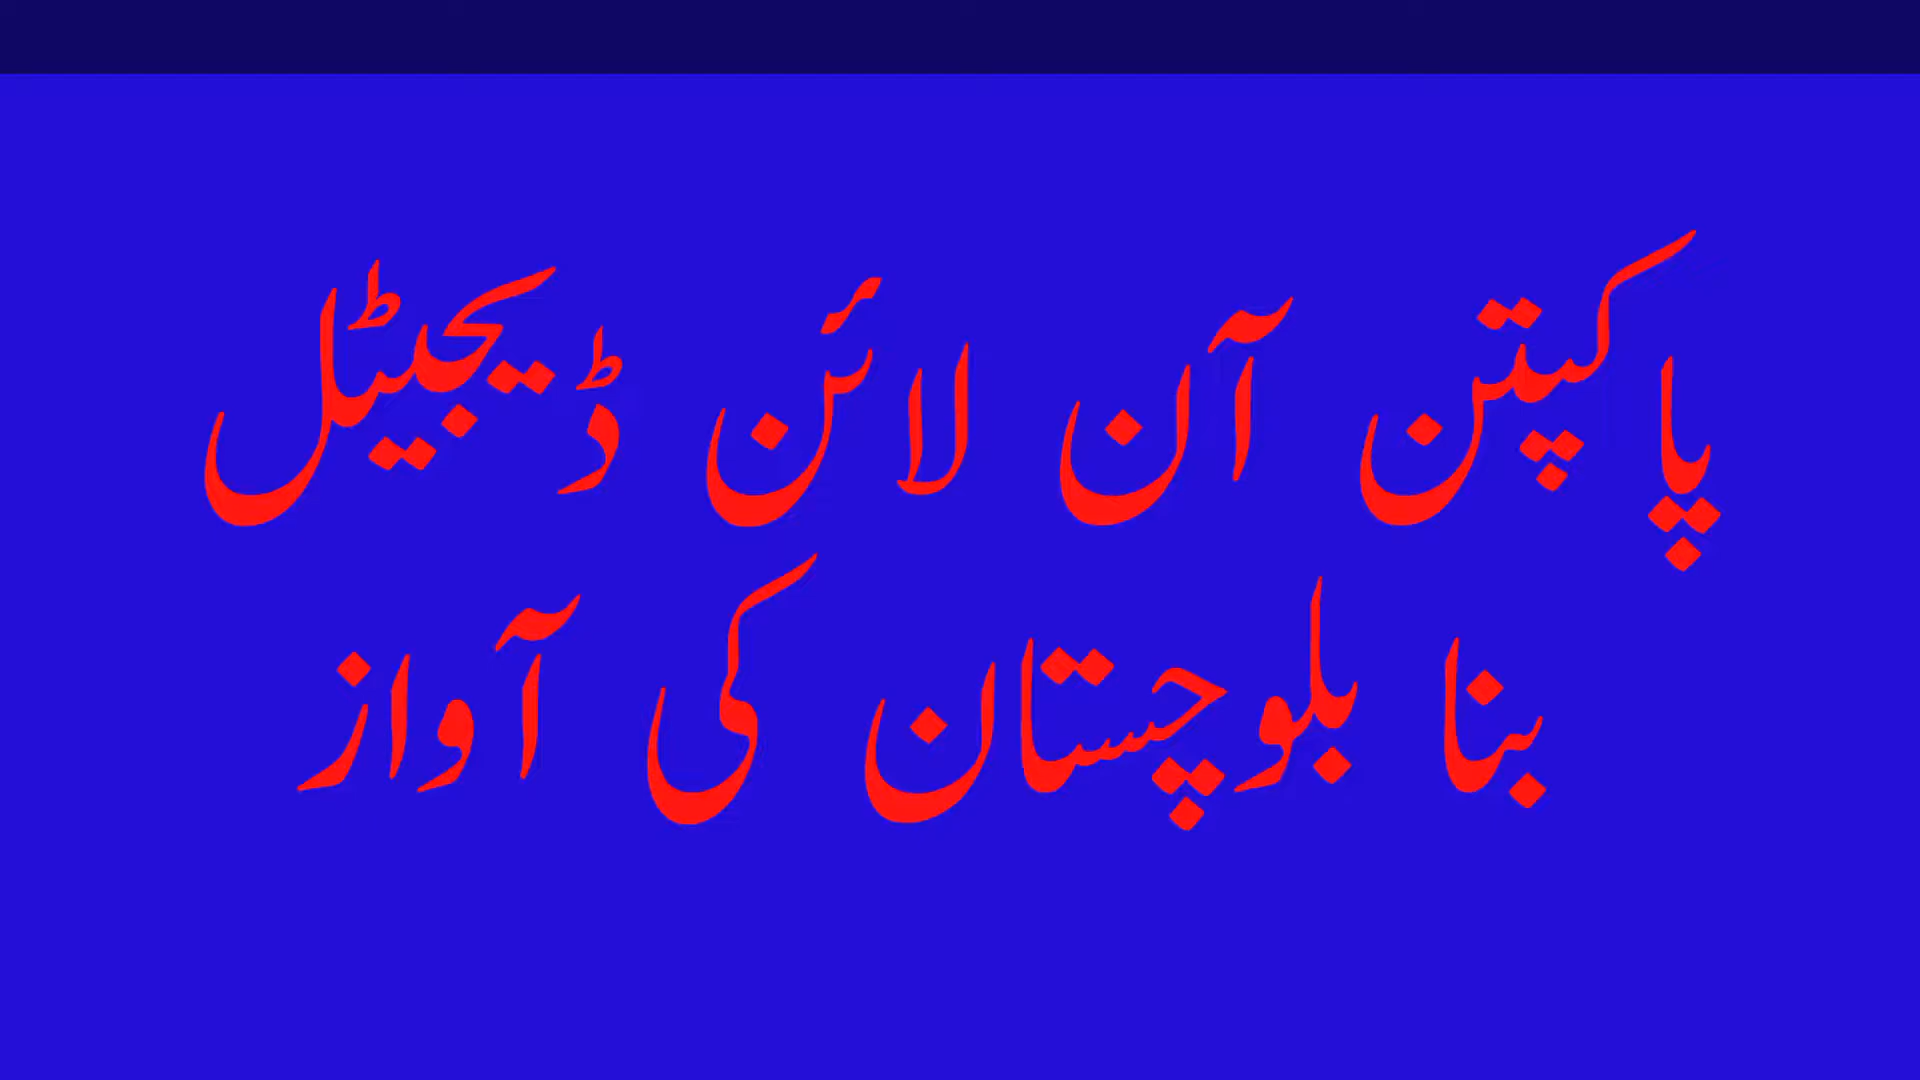 پاکپتن آن لائن ڈیجیٹل
بنا بلوچستان کی آواز